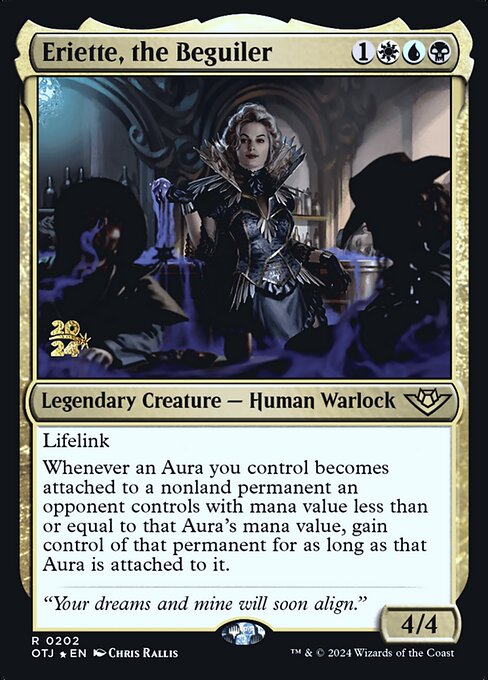 Eriette, the Beguiler 1
20
24
Legendary Creature — Human Warlock
Lifelink
Whenever an Aura you control becomes
attached to a nonland permanent an
opponent controls with mana value less than
or equal to that Aura's mana value, gain
control of that permanent for as long as that
Aura is attached to it.
“Your dreams and mine will soon align.”
4/4
R 0202
OTJ ★ EN Chris Rallis
™ & © 2024 Wizards of the Coast